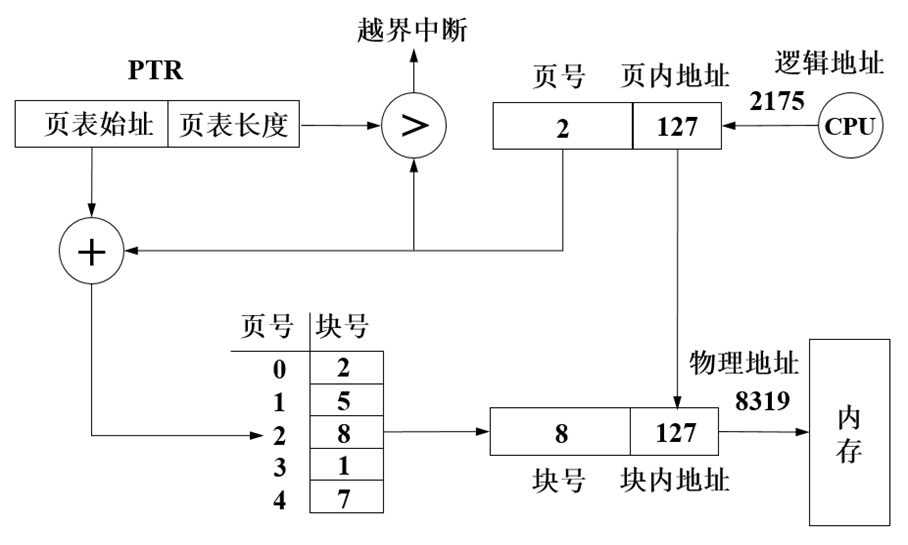 越界中断
PTR
页号 页内地址
逻辑地址
2175
页表始址 页表长度
>
2 127
CPU
+
页号 块号
0 2
1 5
2 8
3 1
4 7
物理地址
8319
8 127
块号 块内地址
内存